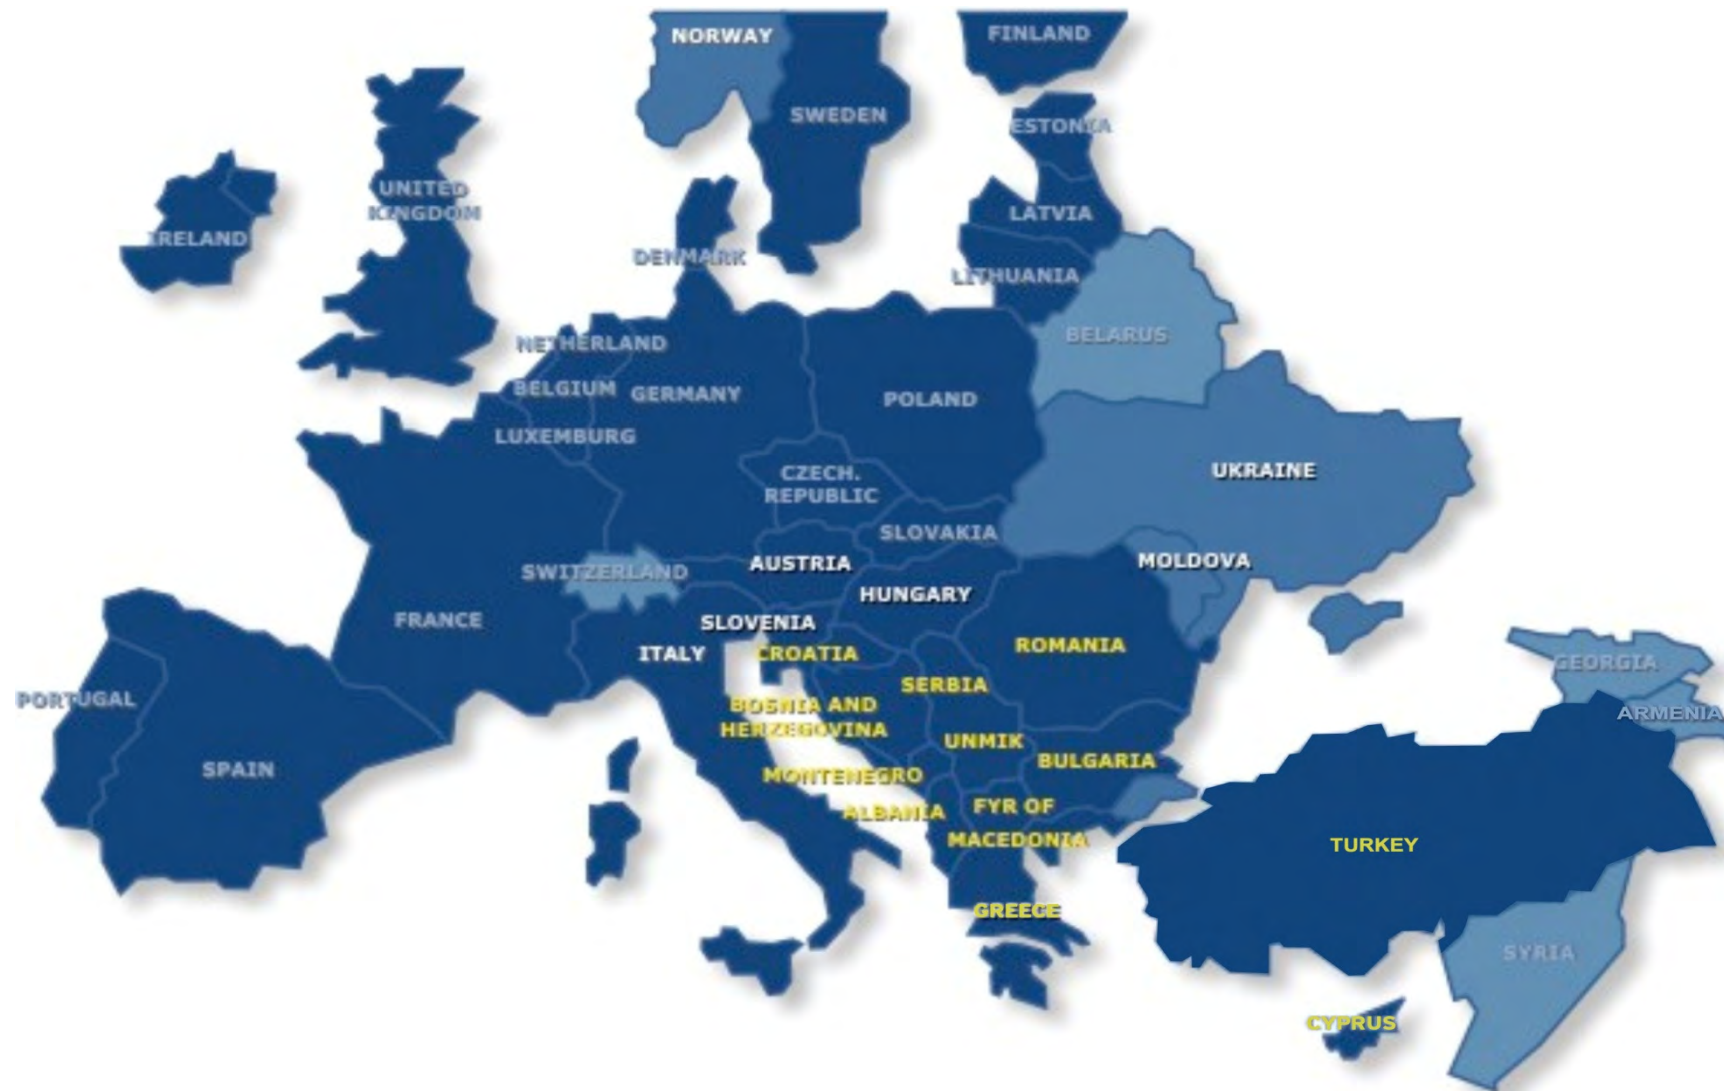 NORWAY
FINLAND
SWEDEN
ESTONIA
UNITED
KINGDOM
LATVIA
IRELAND
DENMARK
LITHUANIA
BELARUS
NETHERLAND
BELGIUM
GERMANY
POLAND
LUXEMBURG
UKRAINE
CZECH.
REPUBLIC
SLOVAKIA
AUSTRIA
MOLDOVA
SWITZERLAND
HUNGARY
FRANCE
SLOVENIA
ROMANIA
ITALY
CROATIA
GEORGIA
SERBIA
PORTUGAL
BOSNIA AND
HERZEGOVINA
ARMENIA
UNMIK
BULGARIA
SPAIN
MONTENEGRO
ALBANIA
FYR OF
MACEDONIA
TURKEY
GREECE
SYRIA
CYPRUS